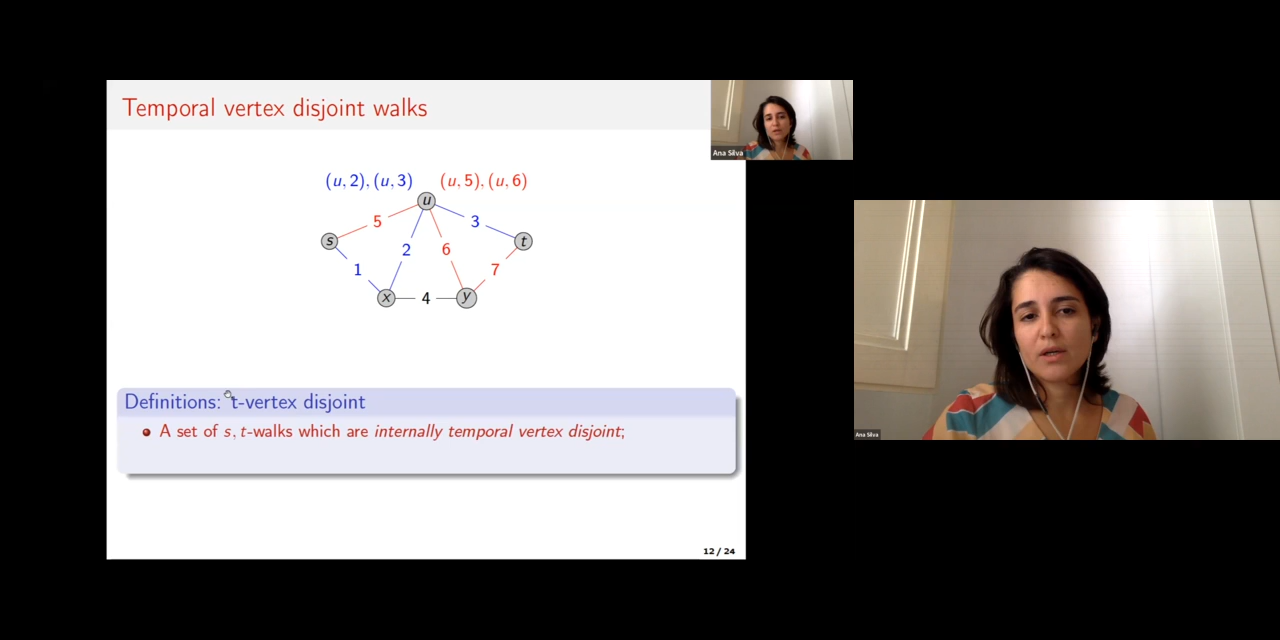 Temporal vertex disjoint walks
Ana Silva
(u, 2), (u, 3) (u, 5), (u, 6)
u
5 3
s 2 6 t
1 7
x 4 y
Definitions: t-vertex disjoint
A set of s, t-walks which are internally temporal vertex disjoint;
Ana Silva
12 / 24